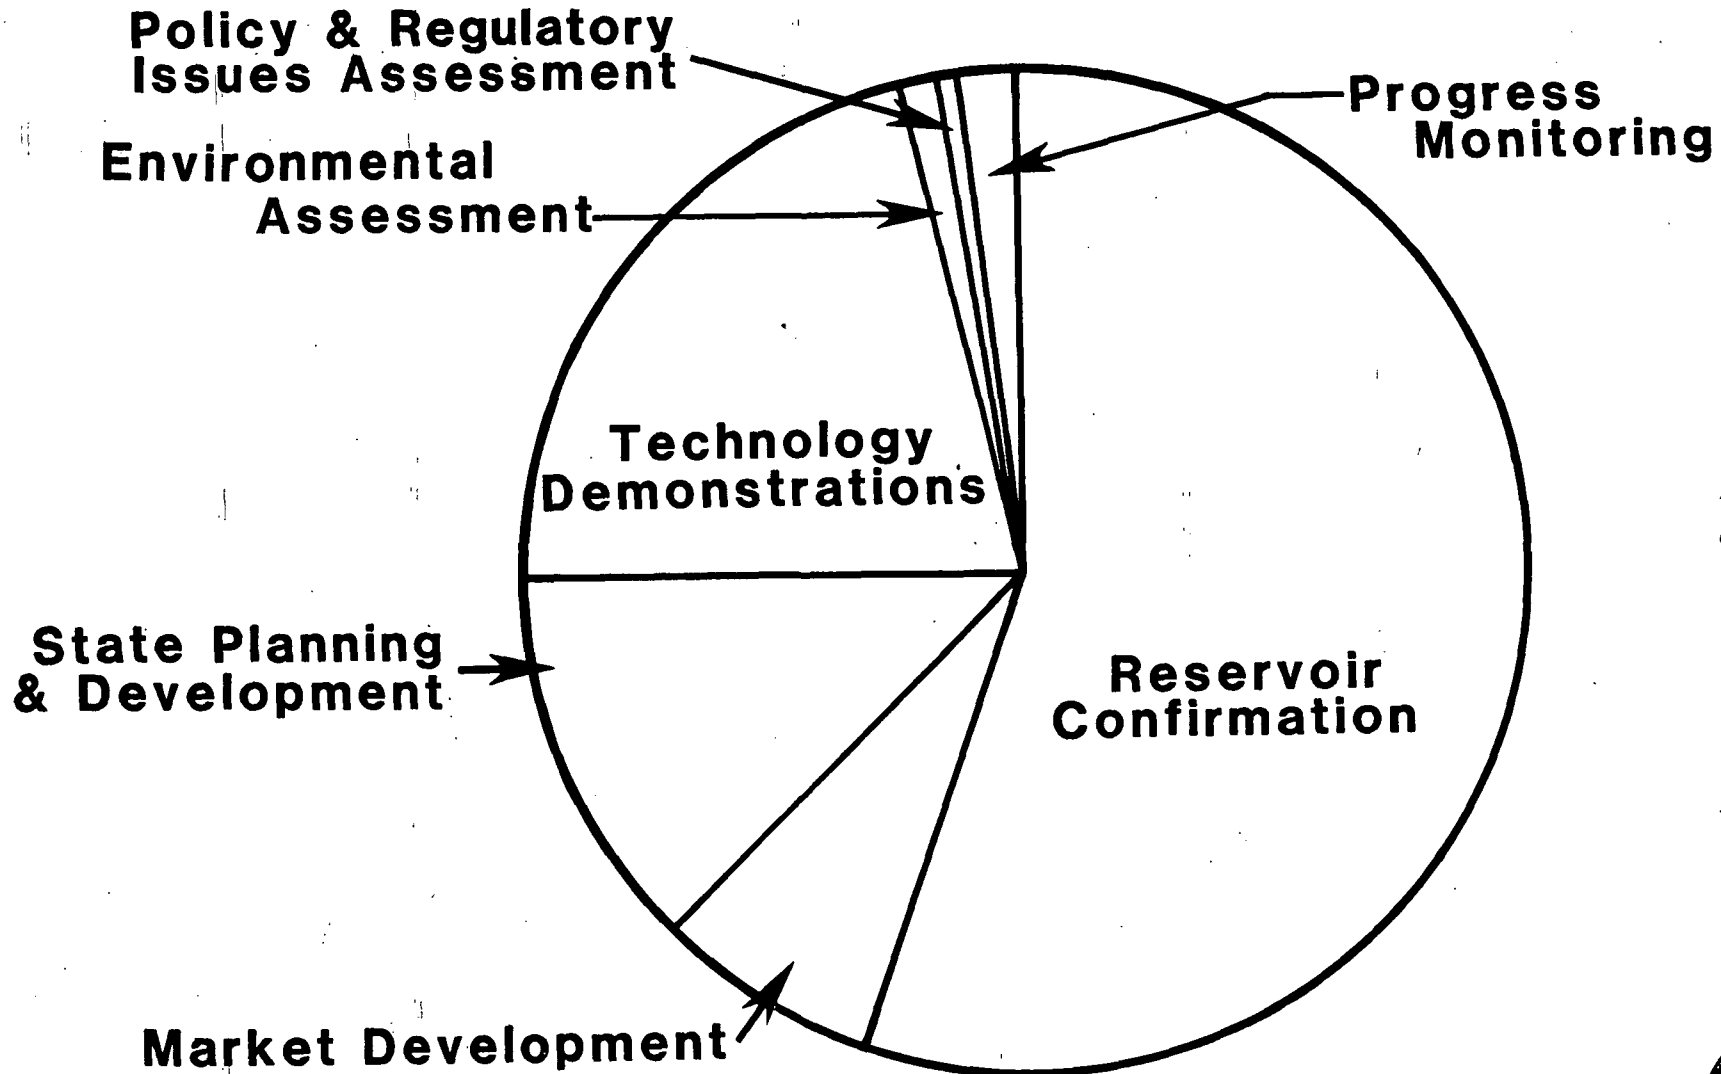 Policy & Regulatory
Issues Assessment
Progress
Monitoring
Environmental
Assessment
Technology
Demonstrations
State Planning
& Development
Reservoir
Confirmation
Market Development